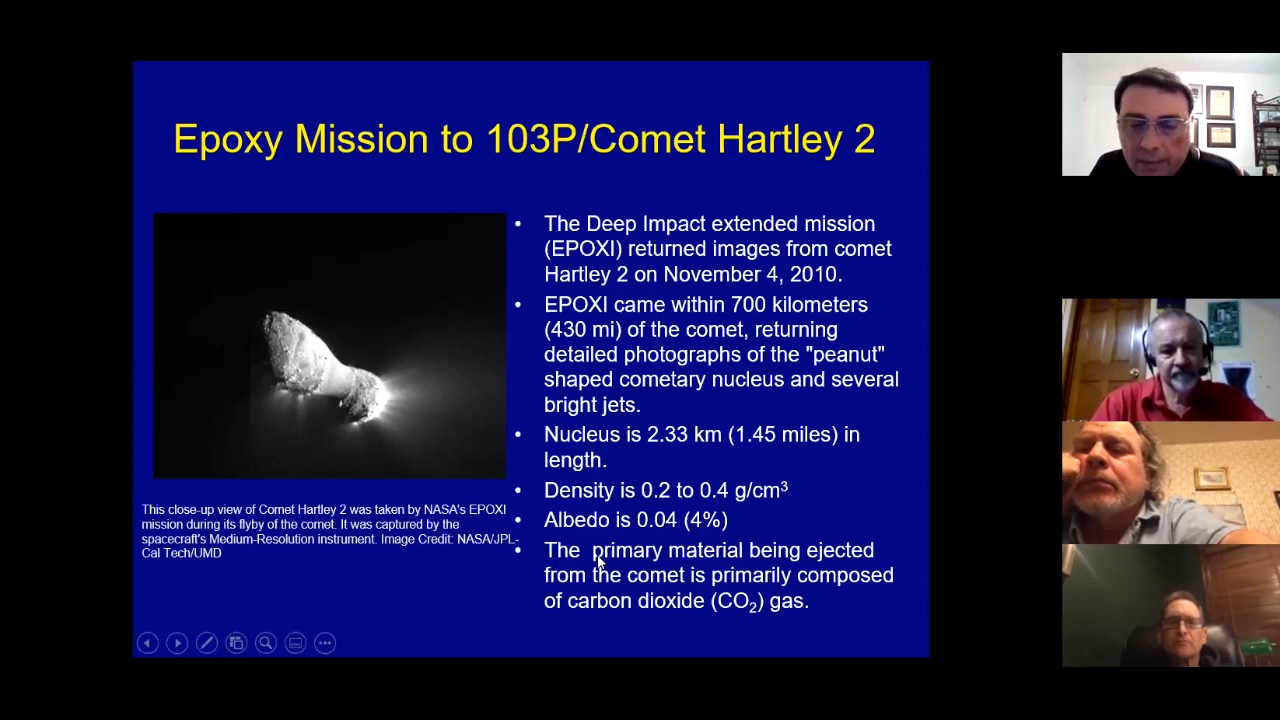 Epoxy Mission to 103P/Comet Hartley 2
The Deep Impact extended mission
(EPOXI) returned images from comet
Hartley 2 on November 4, 2010.
EPOXI came within 700 kilometers
(430 mi) of the comet, returning
detailed photographs of the "peanut"
shaped cometary nucleus and several
bright jets.
Nucleus is 2.33 km (1.45 miles) in
length.
Density is 0.2 to 0.4 g/cm³
Albedo is 0.04 (4%)
The  primary material being ejected
from the comet is primarily composed
of carbon dioxide (CO₂) gas.
This close-up view of Comet Hartley 2 was taken by NASA's EPOXI
mission during its flyby of the comet. It was captured by the
spacecraft's Medium-Resolution instrument. Image Credit: NASA/JPL-
Cal Tech/UMD